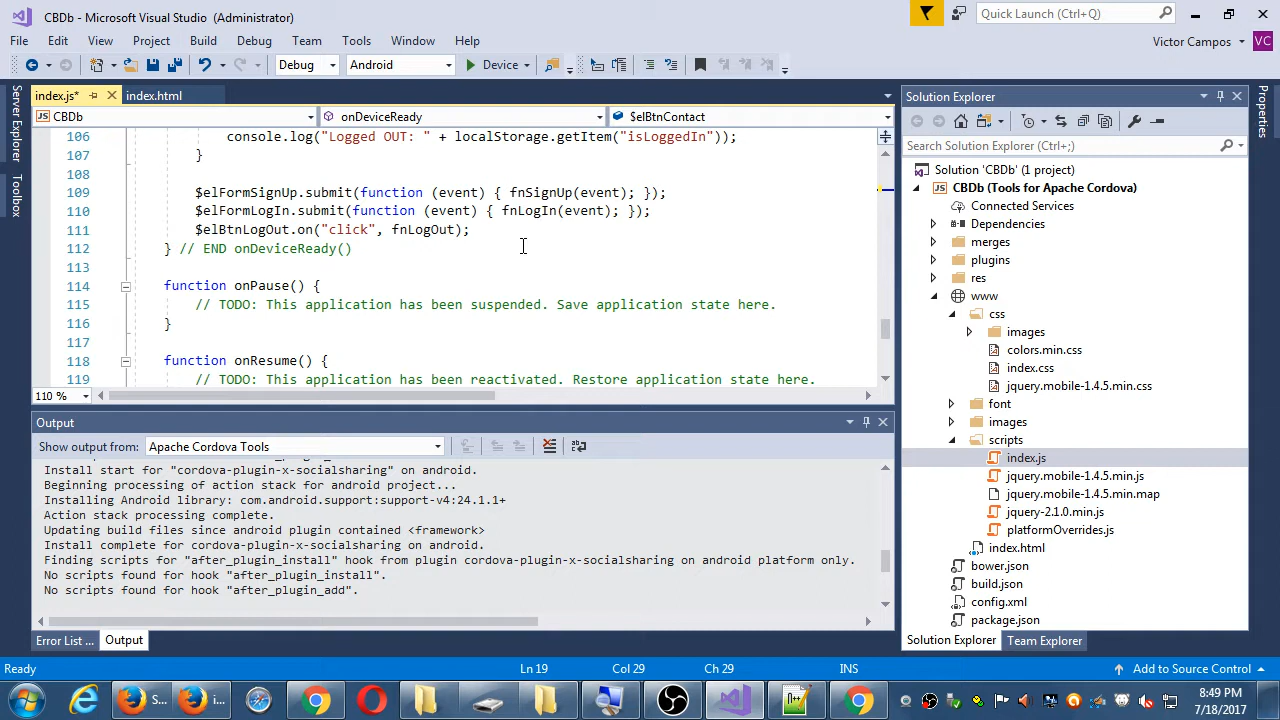 CBDb - Microsoft Visual Studio (Administrator)
Quick Launch (Ctrl+Q)
File Edit View Project Build Debug Team Tools Window Help
Victor Campos VC
Debug Android Device
index.js* index.html
CBDb onDeviceReady $elBtnContact
106 console.log("Logged OUT: " + localStorage.getItem("isLoggedIn"));
107 }
108
109 $elFormSignUp.submit(function (event) { fnSignUp(event); });
110 $elFormLogIn.submit(function (event) { fnLogIn(event); });
111 $elBtnLogOut.on("click", fnLogOut);
112 } // END onDeviceReady()
113
114 function onPause() {
115 // TODO: This application has been suspended. Save application state here.
116 }
117
118 function onResume() {
119 // TODO: This application has been reactivated. Restore application state here.
110 %
Server Explorer
Toolbox
Output
Show output from: Apache Cordova Tools
Install start for "cordova-plugin-x-socialsharing" on android.
Beginning processing of action stack for android project...
Installing Android library: com.android.support:support-v4:24.1.1+
Action stack processing complete.
Updating build files since android plugin contained <framework>
Install complete for cordova-plugin-x-socialsharing on android.
Finding scripts for "after_plugin_install" hook from plugin cordova-plugin-x-socialsharing on android platform only.
No scripts found for hook "after_plugin_install".
No scripts found for hook "after_plugin_add".
Error List ... Output
Solution Explorer
Search Solution Explorer (Ctrl+;)
Solution 'CBDb' (1 project)
CBDb (Tools for Apache Cordova)
Connected Services
Dependencies
merges
plugins
res
www
css
images
colors.min.css
index.css
jquery.mobile-1.4.5.min.css
font
images
scripts
index.js
jquery.mobile-1.4.5.min.js
jquery.mobile-1.4.5.min.map
jquery-2.1.0.min.js
platformOverrides.js
index.html
bower.json
build.json
config.xml
package.json
Solution Explorer Team Explorer
Properties
Ready Ln 19 Col 29 Ch 29 INS Add to Source Control
S... i...
8:49 PM
7/18/2017